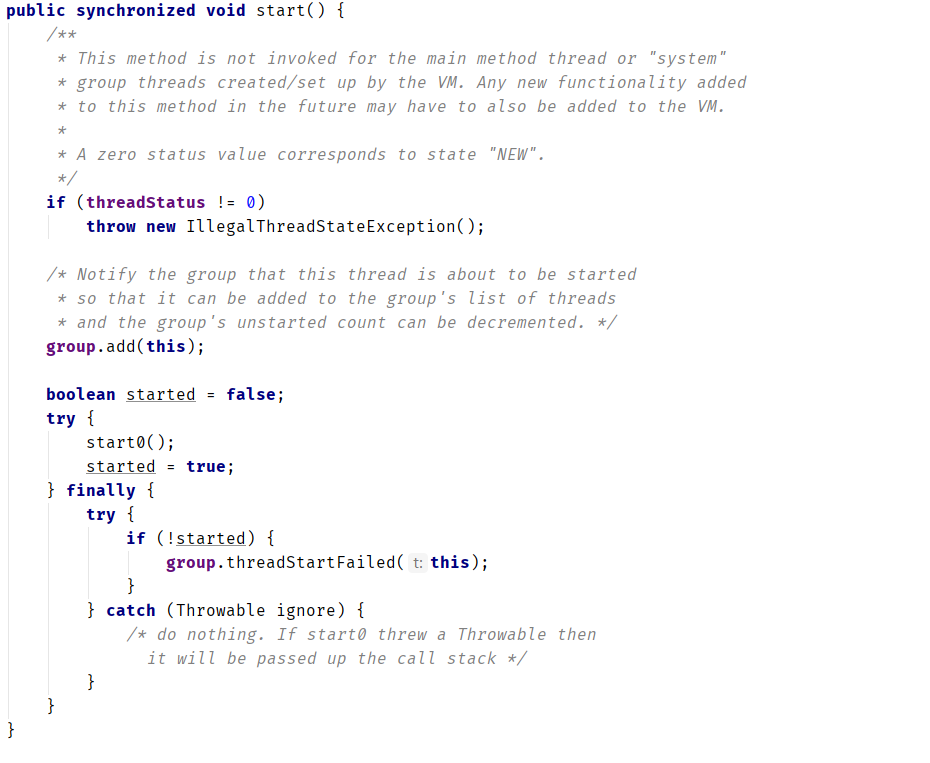 public synchronized void start() {
/**
* This method is not invoked for the main method thread or "system"
* group threads created/set up by the VM. Any new functionality added
* to this method in the future may have to also be added to the VM.
*
* A zero status value corresponds to state "NEW".
*/
if (threadStatus != 0)
throw new IllegalThreadStateException();
/* Notify the group that this thread is about to be started
* so that it can be added to the group's list of threads
* and the group's unstarted count can be decremented. */
group.add(this);
boolean started = false;
try {
start0();
started = true;
} finally {
try {
if (!started) {
group.threadStartFailed( t: this);
}
} catch (Throwable ignore) {
/* do nothing. If start0 threw a Throwable then
it will be passed up the call stack */
}
}
}